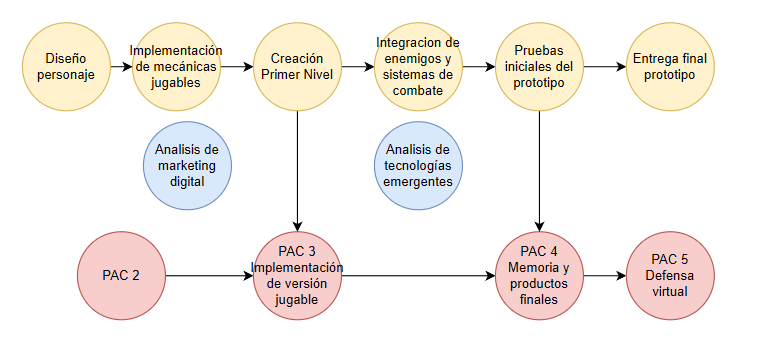 Diseño
personaje
Implementación
de mecánicas
jugables
Creación
Primer Nivel
Integracion de
enemigos y
sistemas de
combate
Pruebas
iniciales del
prototipo
Entrega final
prototipo
Analisis de
marketing
digital
Analisis de
tecnologías
emergentes
PAC 2
PAC 3
Implementación
de versión
jugable
PAC 4
Memoria y
productos
finales
PAC 5
Defensa
virtual